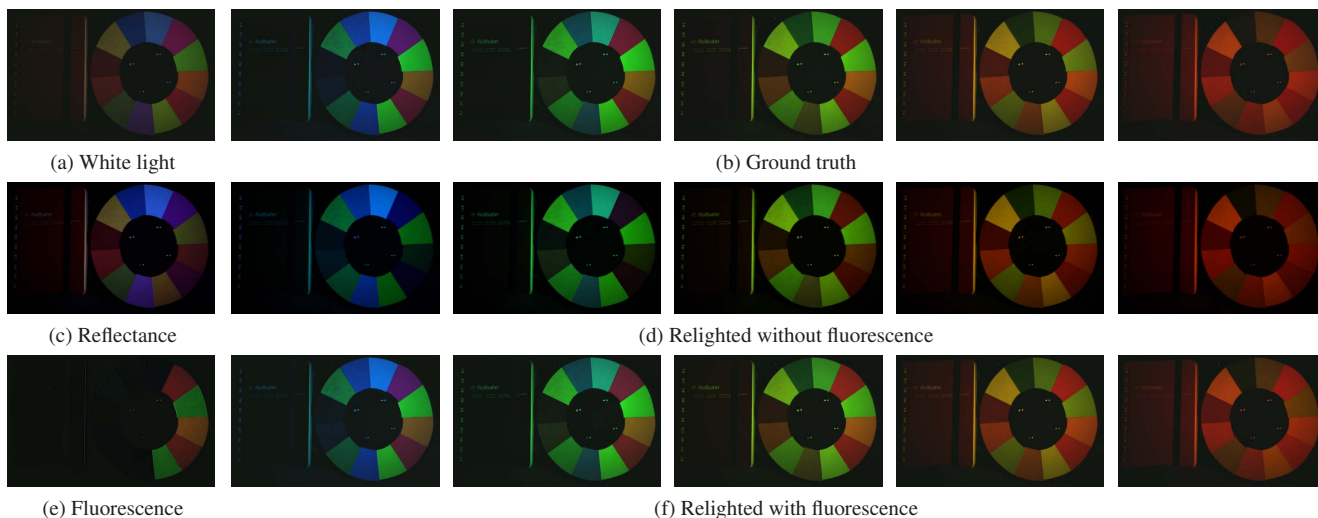 (a) White light
(b) Ground truth
(c) Reflectance
(d) Relighted without fluorescence
(e) Fluorescence
(f) Relighted with fluorescence